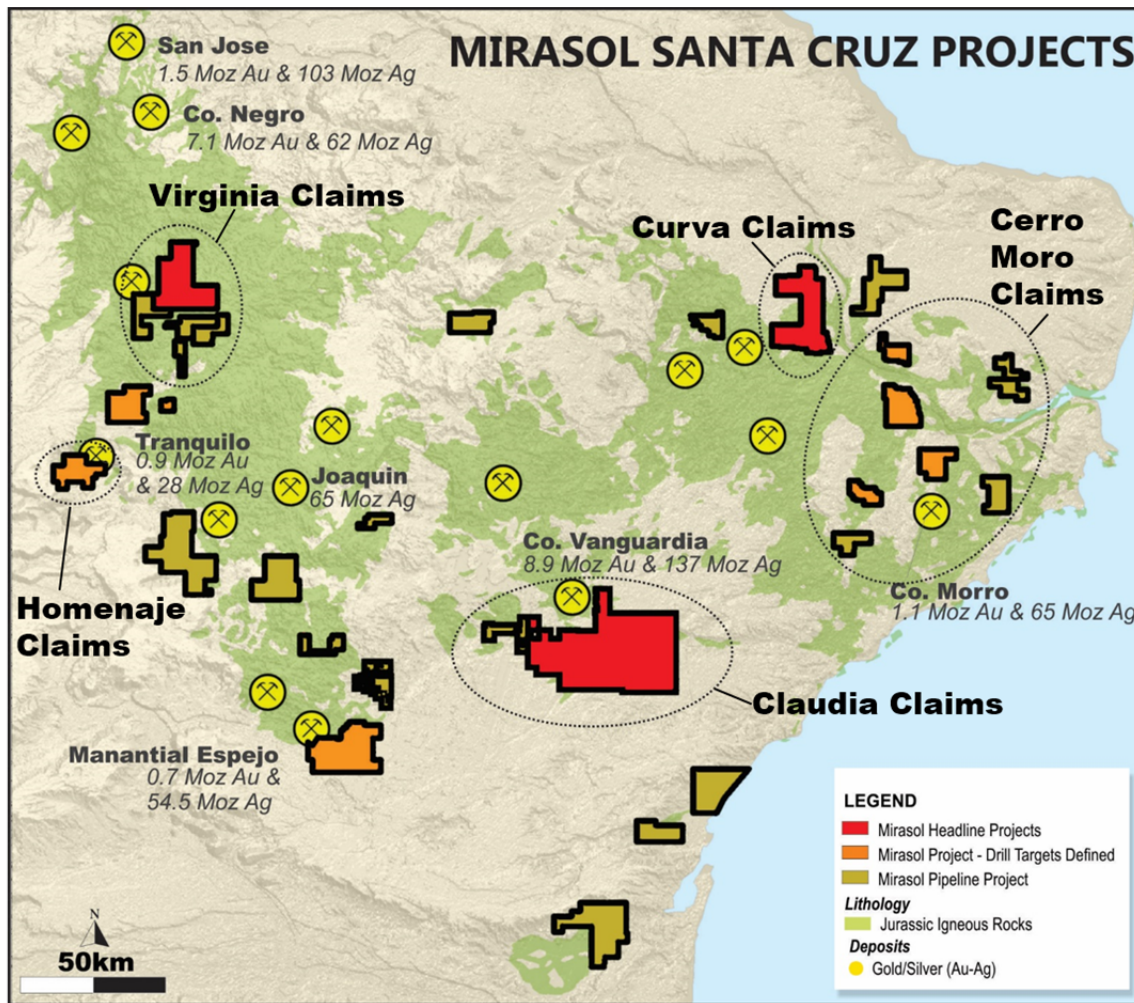 MIRASOL SANTA CRUZ PROJECTS
San Jose
1.5 Moz Au & 103 Moz Ag
Co. Negro
7.1 Moz Au & 62 Moz Ag
Virginia Claims
Curva Claims
Cerro
Moro
Claims
Tranquilo
0.9 Moz Au
& 28 Moz Ag
Joaquin
65 Moz Ag
Co. Vanguardia
8.9 Moz Au & 137 Moz Ag
Co. Morro
1.1 Moz Au & 65 Moz Ag
Homenaje
Claims
Claudia Claims
Manantial Espejo
0.7 Moz Au &
54.5 Moz Ag
LEGEND
Mirasol Headline Projects
Mirasol Project - Drill Targets Defined
Mirasol Pipeline Project
Lithology
Jurassic Igneous Rocks
Deposits
Gold/Silver (Au-Ag)
N
50km